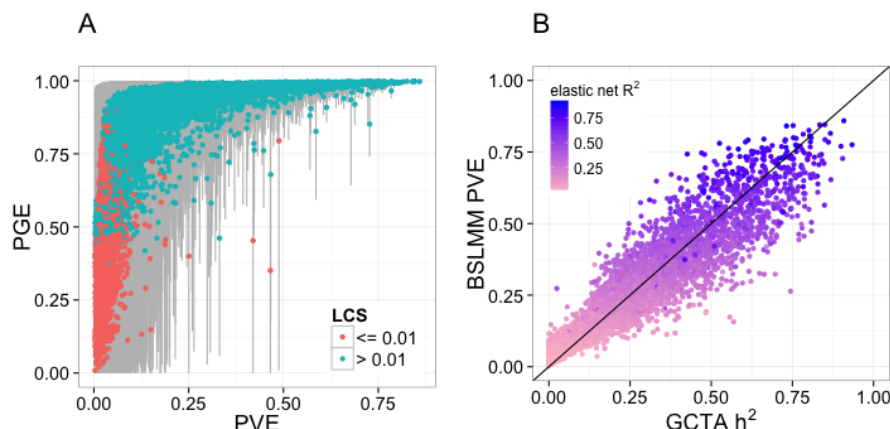 A
PGE
1.00
0.75
0.50
0.25
0.00
LCS
<= 0.01
> 0.01
0.00 0.25 0.50 0.75
PVE
B
BSLMM PVE
1.00
0.75
0.50
0.25
0.00
elastic net R²
0.75
0.50
0.25
0.00 0.25 0.50 0.75 1.00
GCTA h²